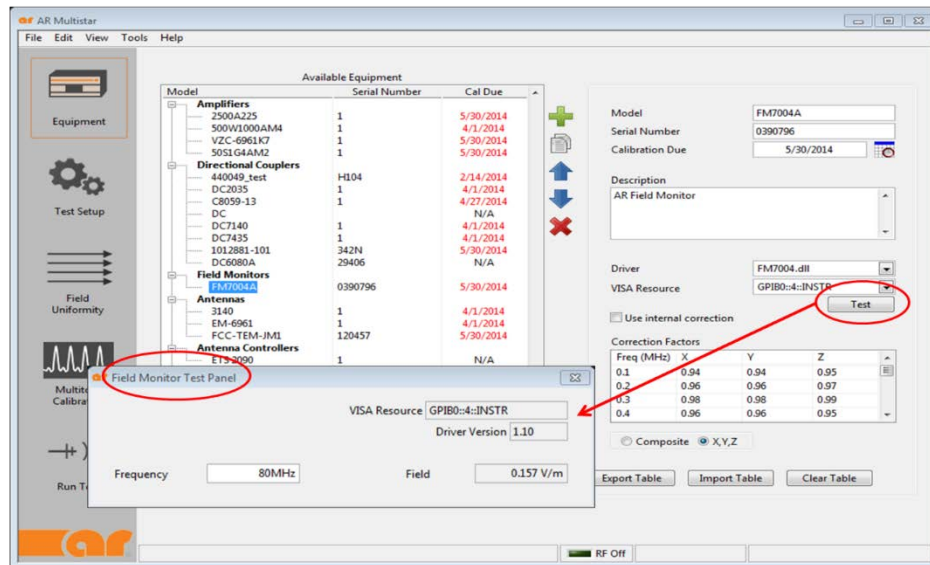 ar AR Multistar
File Edit View Tools Help
Equipment
Test Setup
Field
Uniformity
Multito
Calibra
Run T
ar
Available Equipment
Model Serial Number Cal Due
Amplifiers
2500A225 1 5/30/2014
500W1000AM4 1 4/1/2014
VZC-6961K7 1 5/30/2014
50S1G4AM2 1 5/30/2014
Directional Couplers
440049_test H104 2/14/2014
DC2035 1 4/1/2014
C8059-13 1 4/27/2014
DC N/A
DC7140 1 4/1/2014
DC7435 1 4/1/2014
1012881-101 342N 5/30/2014
DC6080A 29406 N/A
Field Monitors
FM7004A 0390796 5/30/2014
Antennas
3140 1 4/1/2014
EM-6961 1 4/1/2014
FCC-TEM-JM1 120457 5/30/2014
Antenna Controllers
ETS 2090 1 N/A
Model FM7004A
Serial Number 0390796
Calibration Due 5/30/2014
Description
AR Field Monitor
Driver FM7004.dll
VISA Resource GPIB0::4::INSTR
Test
Use internal correction
Correction Factors
Freq (MHz) X Y Z
0.1 0.94 0.94 0.95
0.2 0.96 0.96 0.97
0.3 0.98 0.98 0.99
0.4 0.96 0.96 0.95
Composite X,Y,Z
Export Table Import Table Clear Table
Field Monitor Test Panel
VISA Resource GPIB0::4::INSTR
Driver Version 1.10
Frequency 80MHz Field 0.157 V/m
RF Off